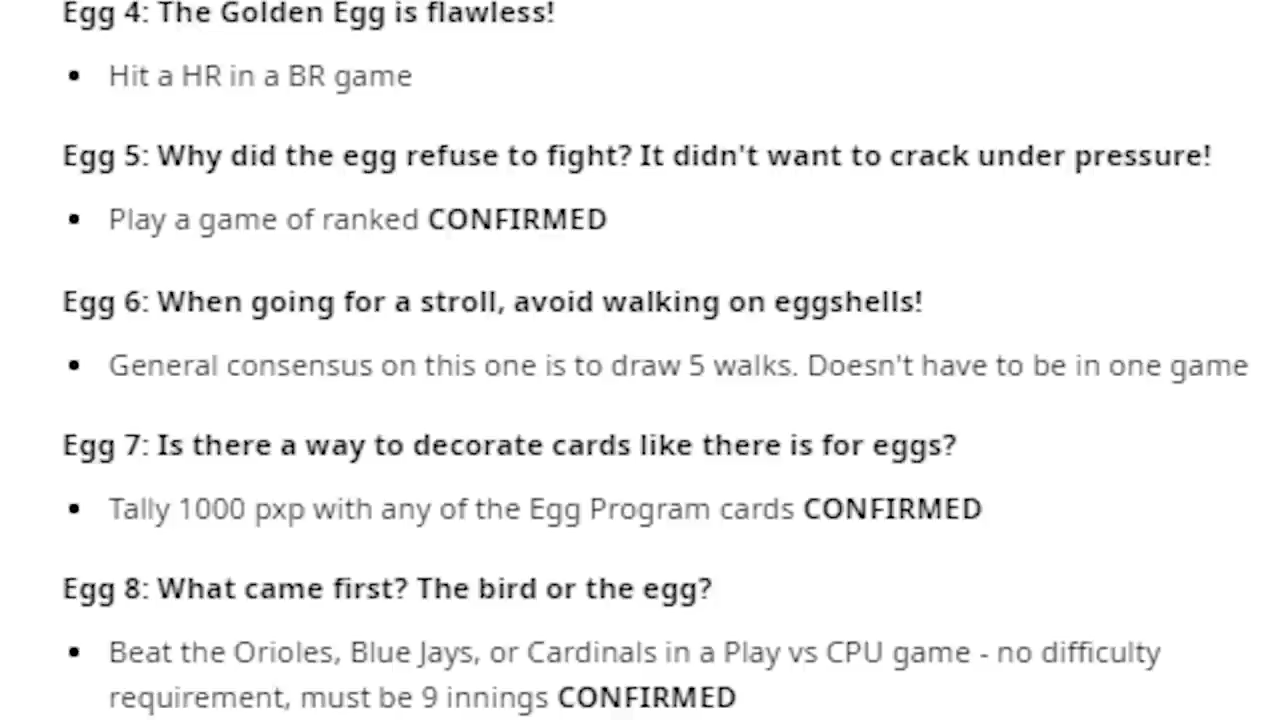 Egg 4: The Golden Egg is flawless!
• Hit a HR in a BR game
Egg 5: Why did the egg refuse to fight? It didn't want to crack under pressure!
• Play a game of ranked CONFIRMED
Egg 6: When going for a stroll, avoid walking on eggshells!
• General consensus on this one is to draw 5 walks. Doesn't have to be in one game
Egg 7: Is there a way to decorate cards like there is for eggs?
• Tally 1000 pxp with any of the Egg Program cards CONFIRMED
Egg 8: What came first? The bird or the egg?
• Beat the Orioles, Blue Jays, or Cardinals in a Play vs CPU game - no difficulty
requirement, must be 9 innings CONFIRMED